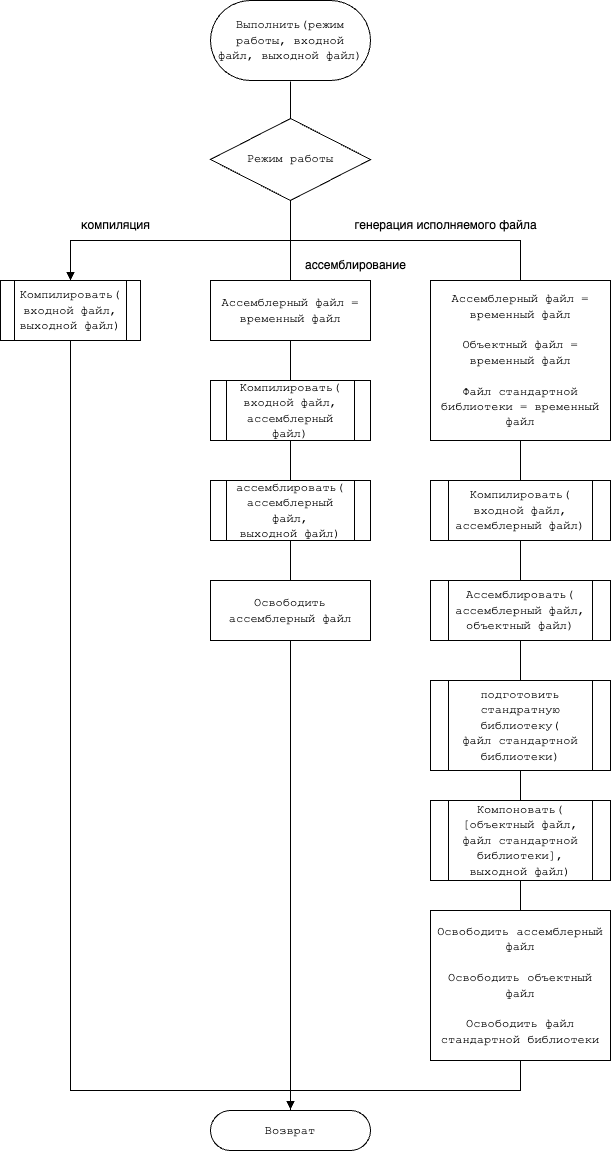 Выполнить(режим
работы, входной
файл, выходной файл)
Режим работы
компиляция
генерация исполняемого файла
ассемблирование
Компилировать(
входной файл,
выходной файл)
Ассемблерный файл =
временный файл
Компилировать(
входной файл,
ассемблерный
файл)
ассемблировать(
ассемблерный
файл,
выходной файл)
Освободить
ассемблерный файл
Ассемблерный файл =
временный файл
Объектный файл =
временный файл
Файл стандартной
библиотеки = временный
файл
Компилировать(
входной файл,
ассемблерный файл)
Ассемблировать(
ассемблерный файл,
объектный файл)
подготовить
стандратную
библиотеку(
файл стандартной
библиотеки)
Компоновать(
[объектный файл,
файл стандартной
библиотеки],
выходной файл)
Освободить ассемблерный
файл
Освободить объектный
файл
Освободить файл
стандартной библиотеки
Возврат